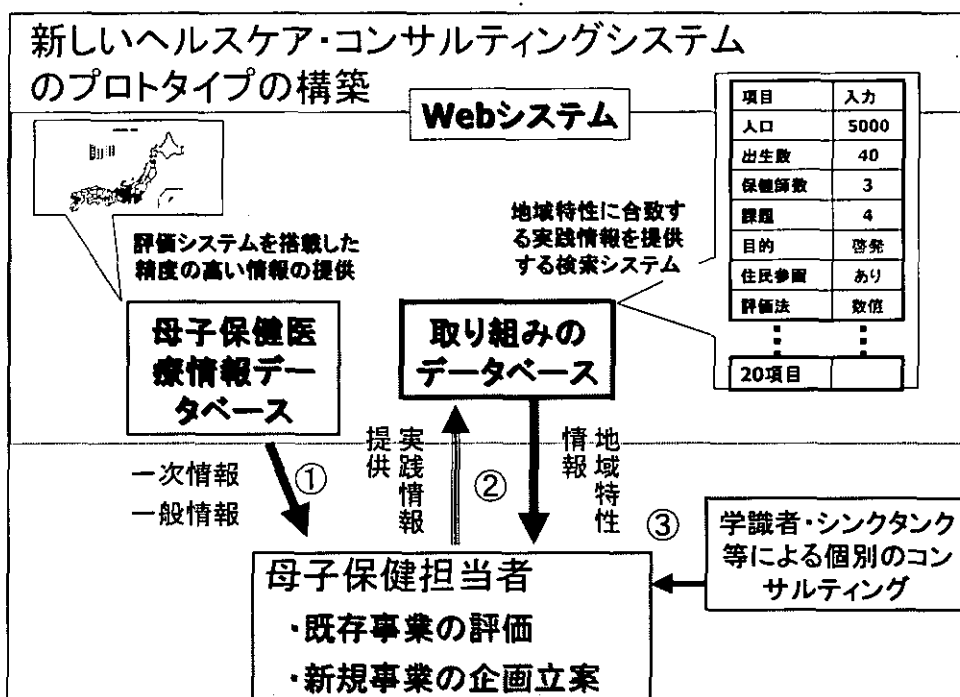 新しいヘルスケア・コンサルティングシステム
のプロトタイプの構築
Webシステム
項目 入力
人口 5000
出生数 40
保健師数 3
課題 4
目的 啓発
住民参画 あり
評価法 数値
20項目
評価システムを搭載した
精度の高い情報の提供
地域特性に合致す
る実践情報を提供
する検索システム
母子保健医
療情報デー
タベース
取り組みの
データベース
一次情報
一般情報
①
実践情報
提供
②
地域特性
情報
③
学識者・シンクタンク
等による個別のコン
サルティング
母子保健担当者
・既存事業の評価
・新規事業の企画立案